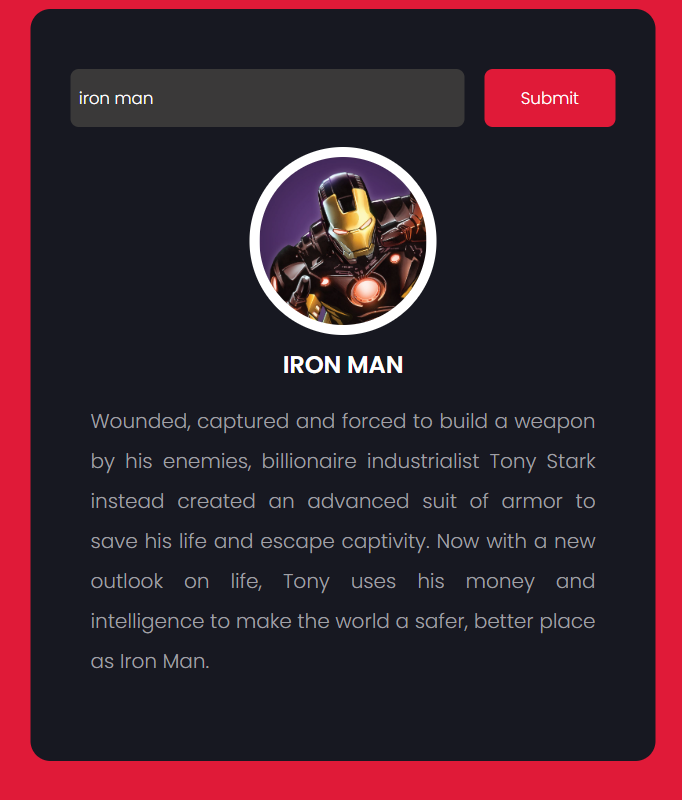 iron man
Submit
IRON MAN
Wounded, captured and forced to build a weapon
by his enemies, billionaire industrialist Tony Stark
instead created an advanced suit of armor to
save his life and escape captivity. Now with a new
outlook on life, Tony uses his money and
intelligence to make the world a safer, better place
as Iron Man.